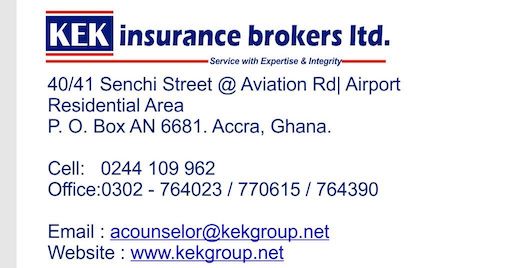 KEK insurance brokers ltd.
Service with Expertise & Integrity
40/41 Senchi Street @ Aviation Rd| Airport
Residential Area
P. O. Box AN 6681. Accra, Ghana.
Cell: 0244 109 962
Office:0302 - 764023 / 770615 / 764390
Email : acounselor@kekgroup.net
Website : www.kekgroup.net